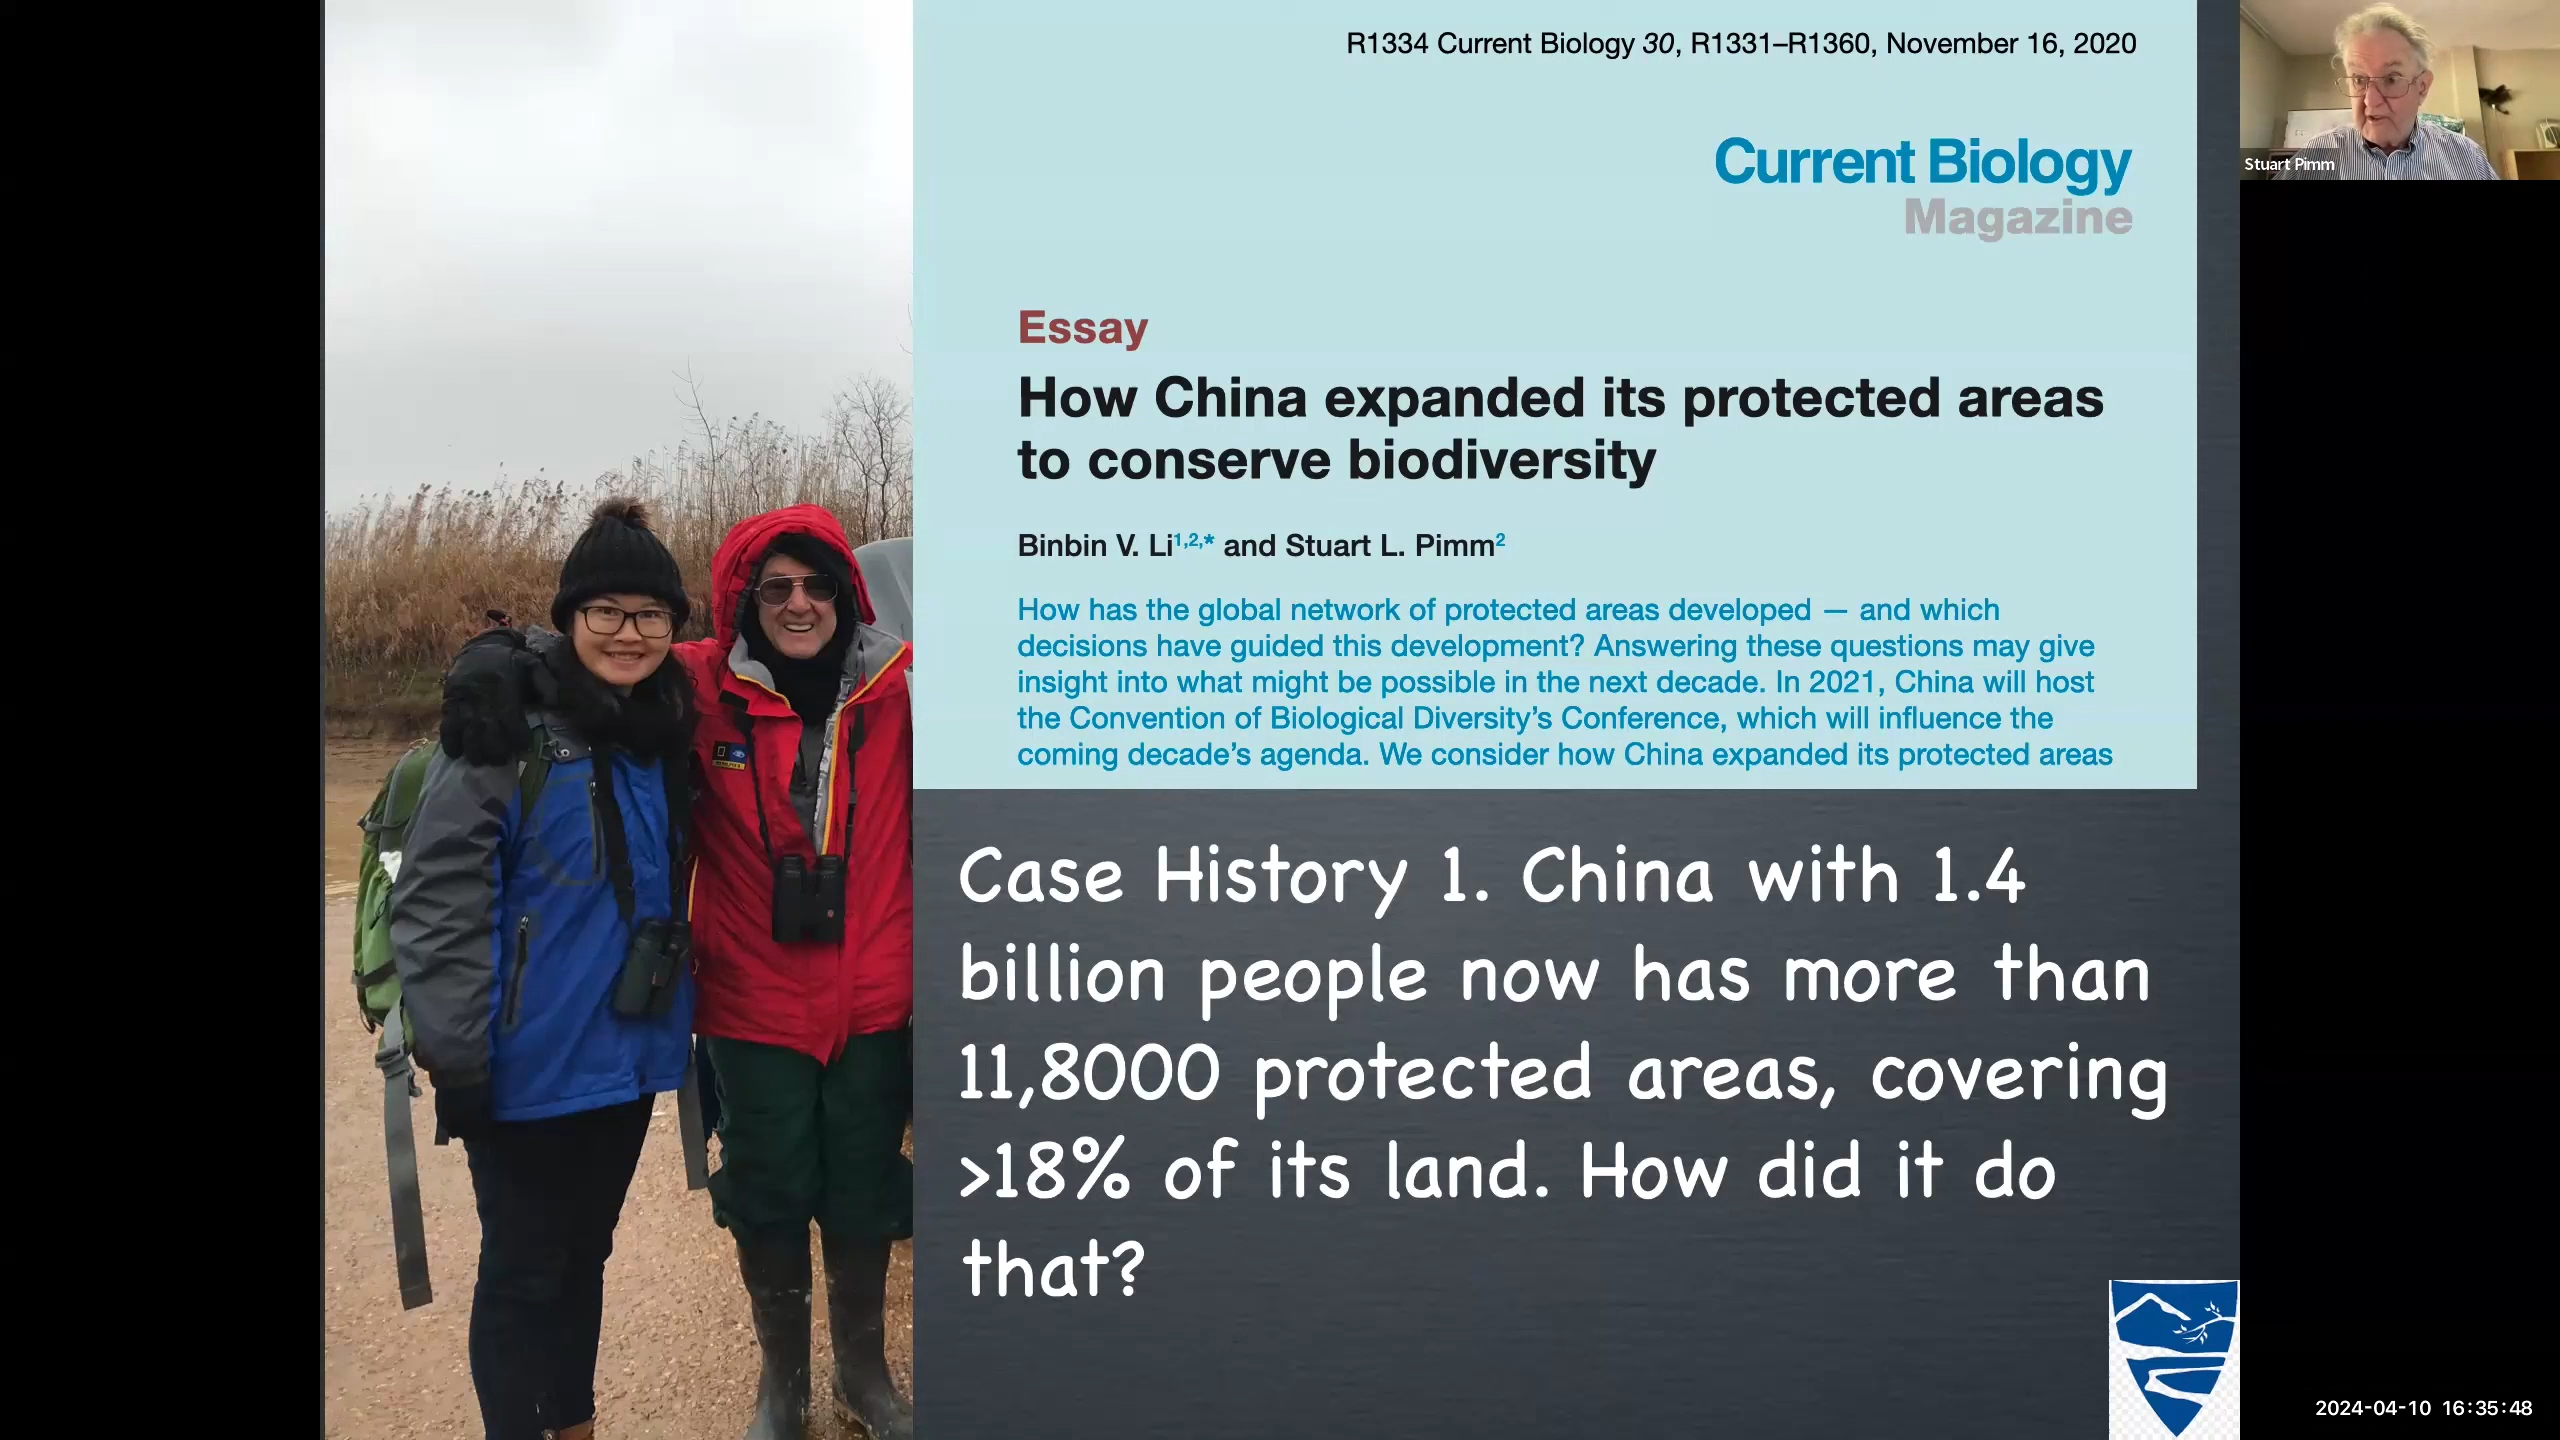 R1334 Current Biology 30, R1331–R1360, November 16, 2020
Current Biology
Magazine
Essay
How China expanded its protected areas
to conserve biodiversity
Binbin V. Li1,2,* and Stuart L. Pimm2
How has the global network of protected areas developed — and which
decisions have guided this development? Answering these questions may give
insight into what might be possible in the next decade. In 2021, China will host
the Convention of Biological Diversity’s Conference, which will influence the
coming decade’s agenda. We consider how China expanded its protected areas
Case History 1. China with 1.4
billion people now has more than
11,8000 protected areas, covering
>18% of its land. How did it do
that?
Stuart Pimm
2024-04-10 16:35:48